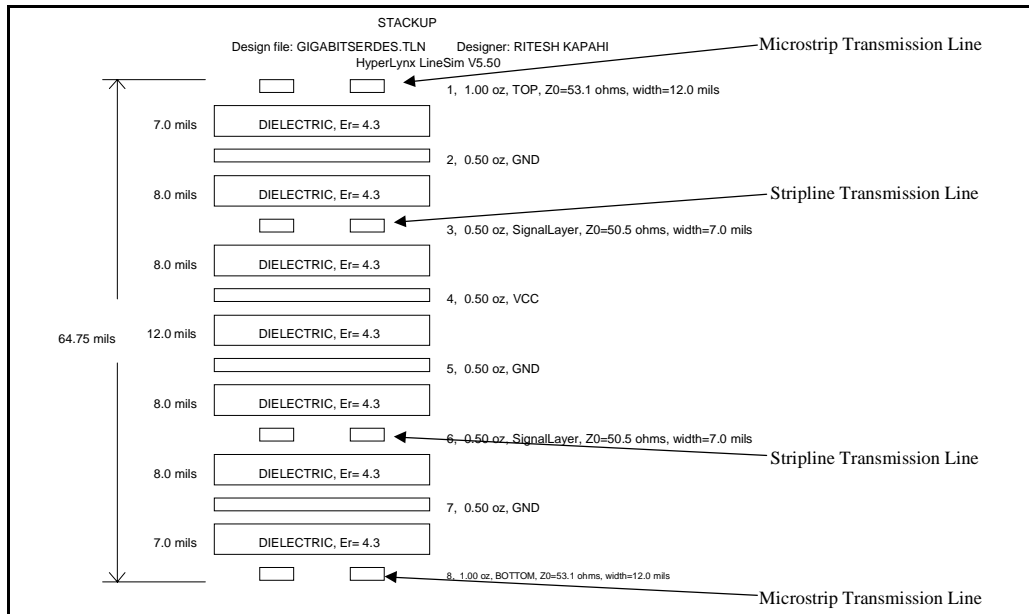 STACKUP
Design file: GIGABITSERDES.TLN Designer: RITESH KAPAHI
HyperLynx LineSim V5.50
Microstrip Transmission Line
1, 1.00 oz, TOP, Z0=53.1 ohms, width=12.0 mils
7.0 mils DIELECTRIC, Er= 4.3
2, 0.50 oz, GND
8.0 mils DIELECTRIC, Er= 4.3
Stripline Transmission Line
3, 0.50 oz, SignalLayer, Z0=50.5 ohms, width=7.0 mils
8.0 mils DIELECTRIC, Er= 4.3
4, 0.50 oz, VCC
64.75 mils 12.0 mils DIELECTRIC, Er= 4.3
5, 0.50 oz, GND
8.0 mils DIELECTRIC, Er= 4.3
6, 0.50 oz, SignalLayer, Z0=50.5 ohms, width=7.0 mils
Stripline Transmission Line
8.0 mils DIELECTRIC, Er= 4.3
7, 0.50 oz, GND
7.0 mils DIELECTRIC, Er= 4.3
8, 1.00 oz, BOTTOM, Z0=53.1 ohms, width=12.0 mils
Microstrip Transmission Line